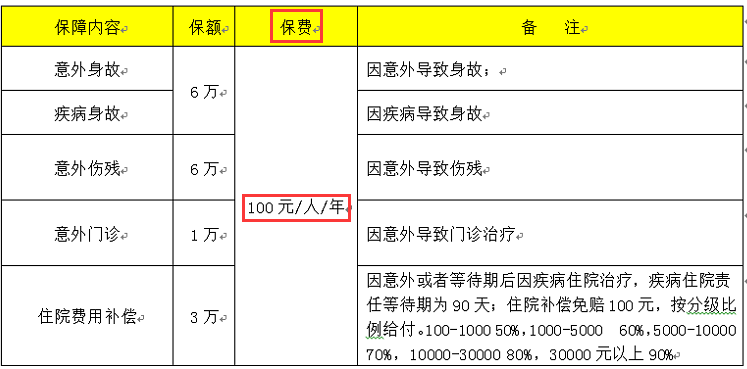 保障内容 保额 保费 备 注
意外身故 6万 因意外导致身故；
疾病身故 因疾病导致身故
意外伤残 6万 因意外导致伤残
100元/人/年
意外门诊 1万 因意外导致门诊治疗
住院费用补偿 3万
因意外或者等待期后因疾病住院治疗，疾病住院责
任等待期为90天；住院补偿免赔100元，按分级比
例给付。100-1000 50%,1000-5000 60%,5000-10000
70%，10000-30000 80%，30000元以上90%